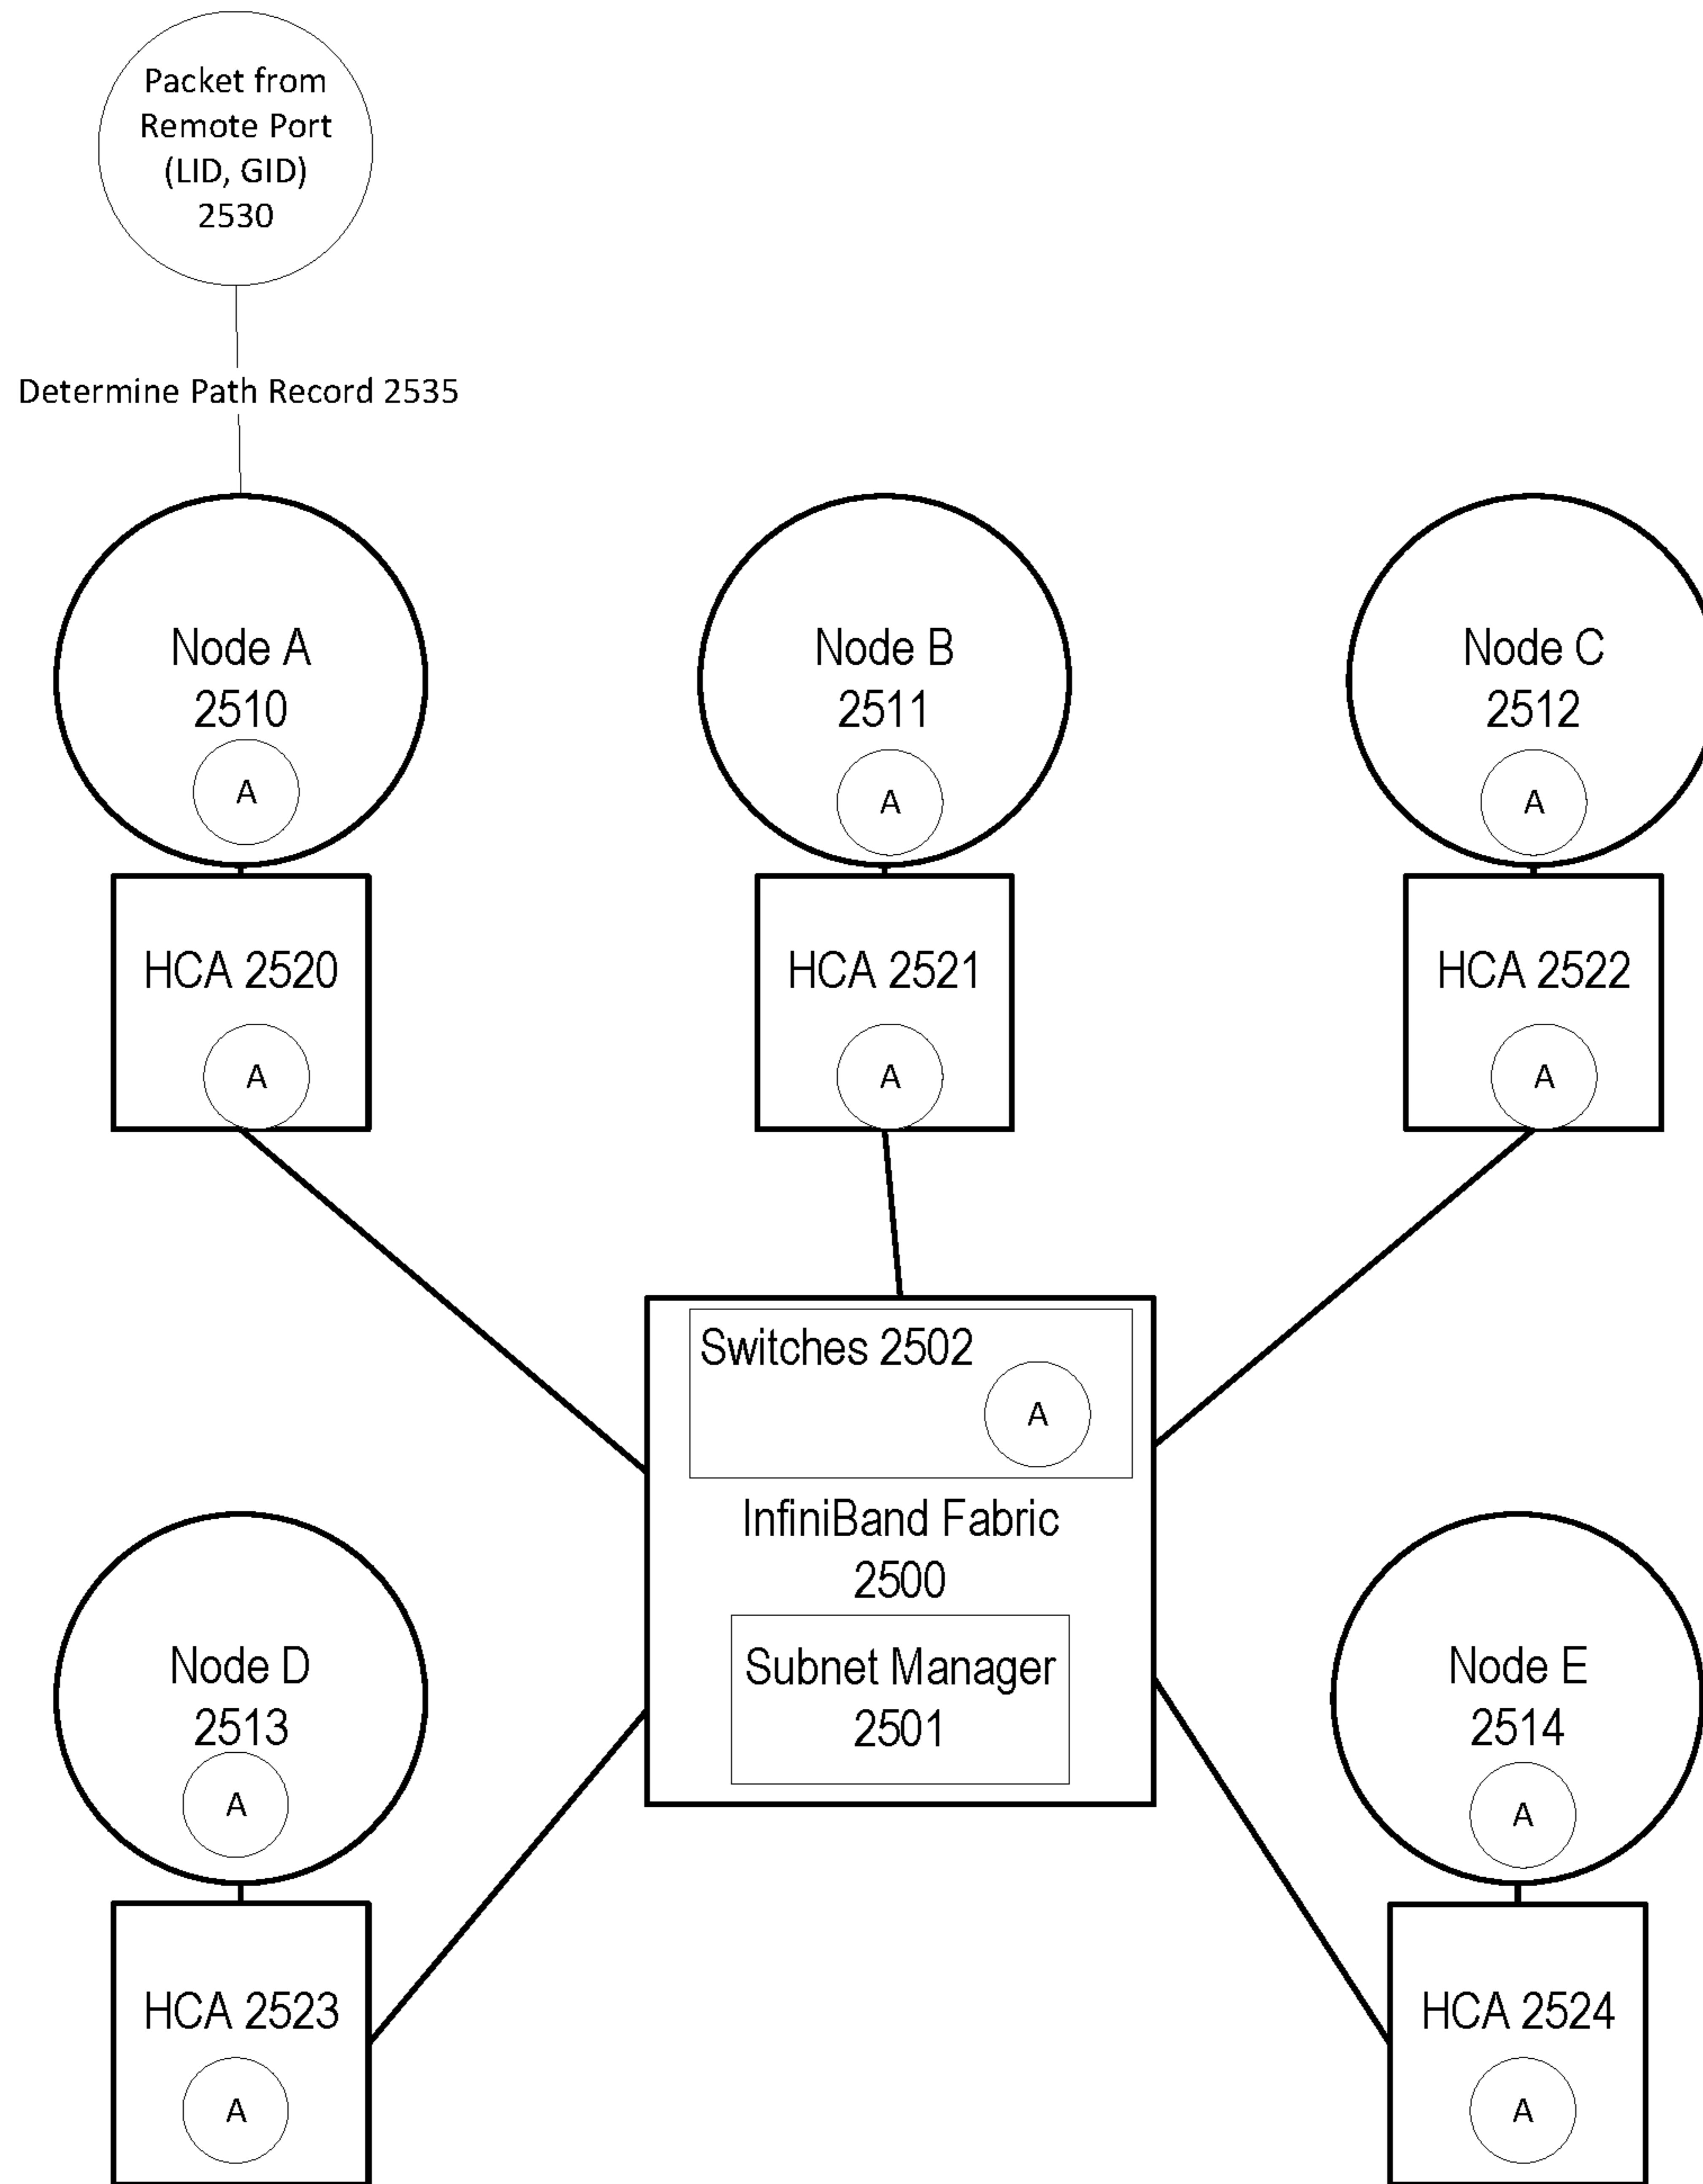 Packet from
Remote Port
(LID, GID)
2530
Determine Path Record 2535
Node A
2510
A
Node B
2511
A
Node C
2512
A
HCA 2520
A
HCA 2521
A
HCA 2522
A
Switches 2502
A
InfiniBand Fabric
2500
Subnet Manager
2501
Node D
2513
A
Node E
2514
A
HCA 2523
A
HCA 2524
A